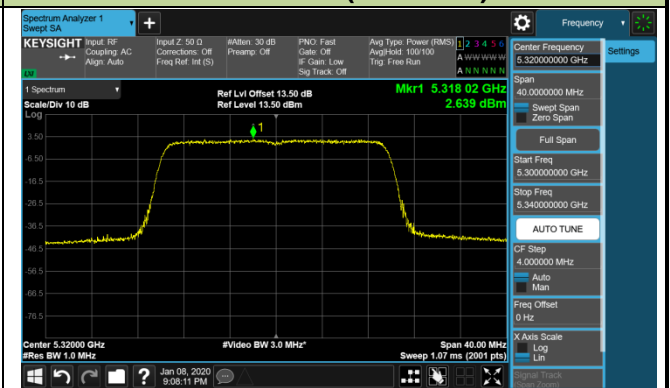 Spectrum Analyzer 1
Swept SA
Frequency
KEYSIGHT
Input: RF
Coupling: AC
Align: Auto
Input Z: 50 Ω
Corrections: Off
Freq Ref: Int (S)
#Atten: 30 dB
Preamp: Off
PNO: Fast
Gate: Off
IF Gain: Low
Sig Track: Off
Avg Type: Power (RMS)
Avg|Hold: 100/100
Trig: Free Run
1 2 3 4 5 6
A W W W W W
A N N N N N
1 Spectrum
Scale/Div 10 dB
Log
Ref Lvl Offset 13.50 dB
Ref Level 13.50 dBm
Mkr1 5.318 02 GHz
2.639 dBm
1
3.50
-6.50
-16.5
-26.5
-36.5
-46.5
-56.5
-66.5
-76.5
Center 5.32000 GHz
#Res BW 1.0 MHz
#Video BW 3.0 MHz*
Span 40.00 MHz
Sweep 1.07 ms (2001 pts)
Center Frequency
5.320000000 GHz
Settings
Span
40.0000000 MHz
Swept Span
Zero Span
Full Span
Start Freq
5.300000000 GHz
Stop Freq
5.340000000 GHz
AUTO TUNE
CF Step
4.000000 MHz
Auto
Man
Freq Offset
0 Hz
X Axis Scale
Log
Lin
Signal Track
(Span Zoom)
Jan 08, 2020
9:08:11 PM